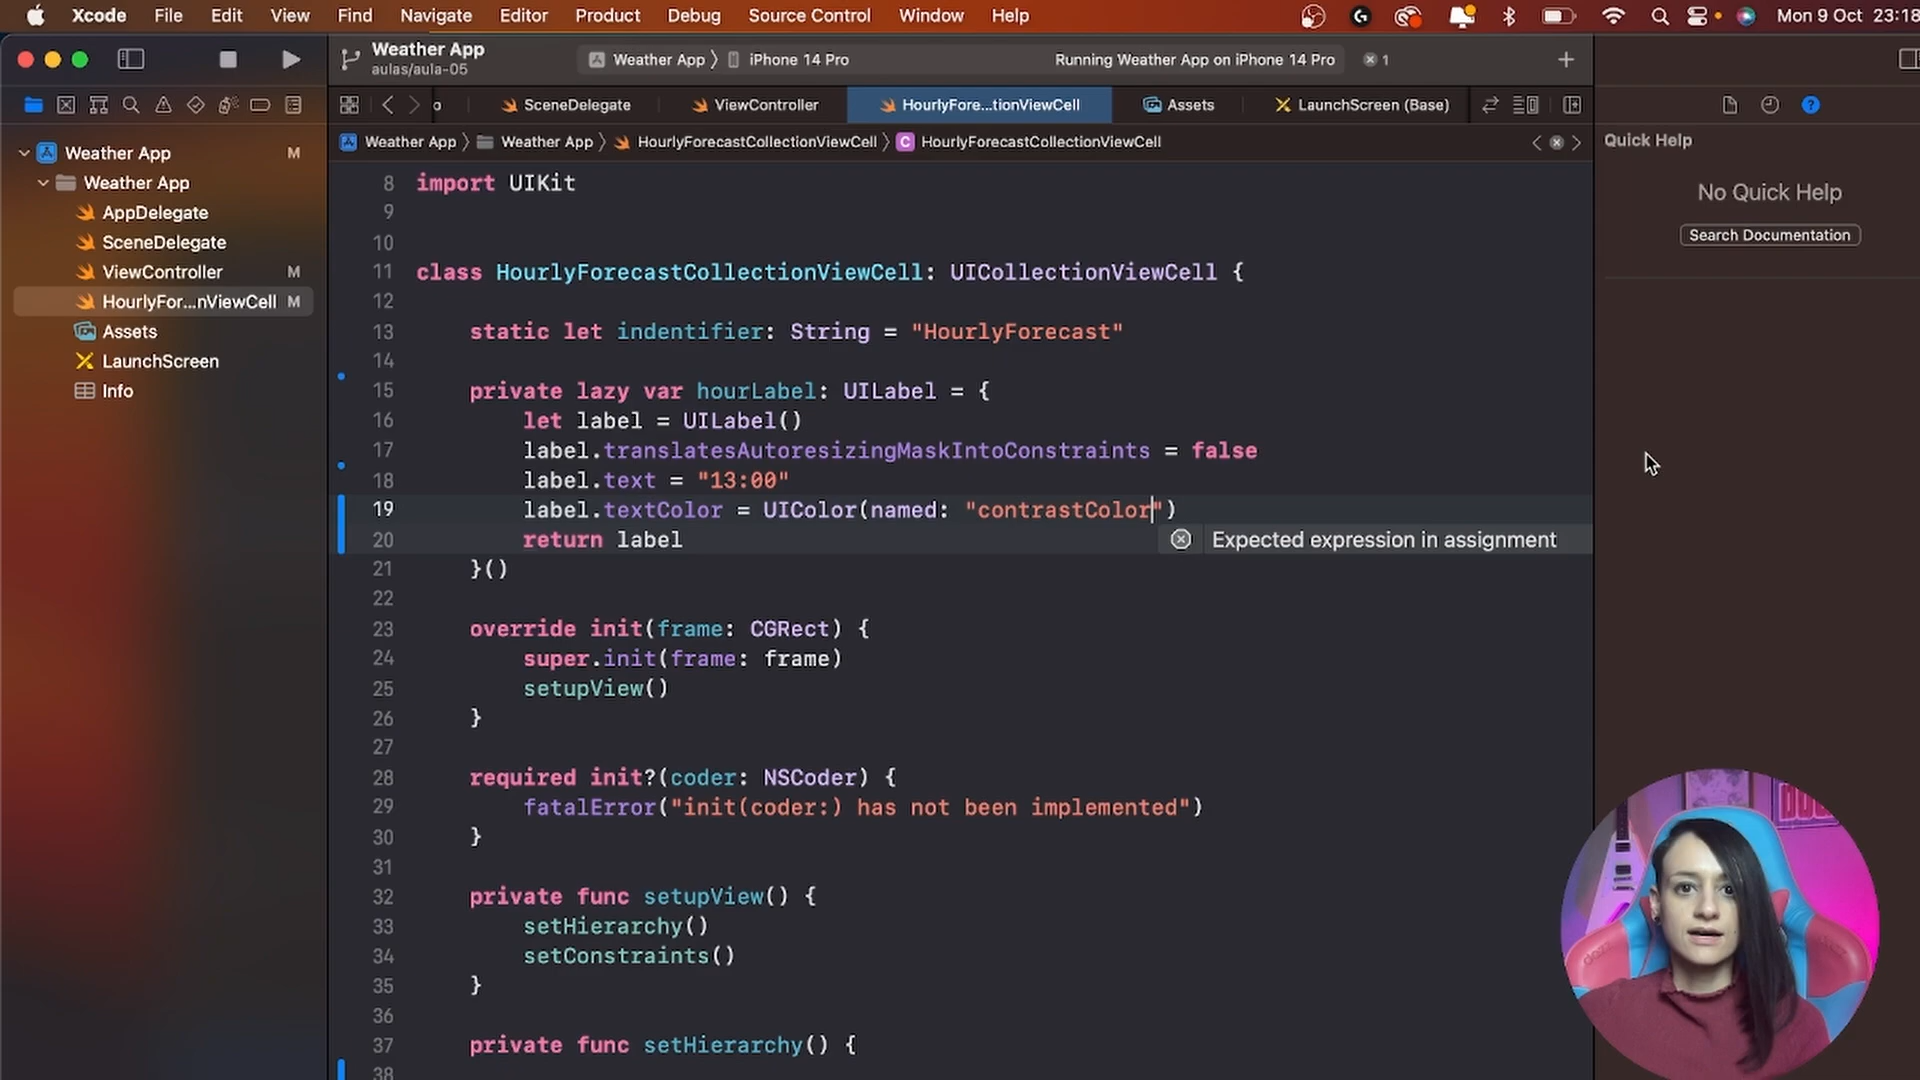 Xcode File Edit View Find Navigate Editor Product Debug Source Control Window Help Mon 9 Oct 23:18
Weather App
aulas/aula-05
Weather App 〉 iPhone 14 Pro
Running Weather App on iPhone 14 Pro
1
SceneDelegate
ViewController
HourlyFore...tionViewCell
Assets
LaunchScreen (Base)
Weather App 〉 Weather App 〉 HourlyForecastCollectionViewCell 〉 C HourlyForecastCollectionViewCell
Weather App M
Weather App
AppDelegate
SceneDelegate
ViewController M
HourlyFor...nViewCell M
Assets
LaunchScreen
Info
8 import UIKit
9
10
11 class HourlyForecastCollectionViewCell: UICollectionViewCell {
12
13 static let indentifier: String = "HourlyForecast"
14
15 private lazy var hourLabel: UILabel = {
16 let label = UILabel()
17 label.translatesAutoresizingMaskIntoConstraints = false
18 label.text = "13:00"
19 label.textColor = UIColor(named: "contrastColor")
20 return label
Expected expression in assignment
21 }()
22
23 override init(frame: CGRect) {
24 super.init(frame: frame)
25 setupView()
26 }
27
28 required init?(coder: NSCoder) {
29 fatalError("init(coder:) has not been implemented")
30 }
31
32 private func setupView() {
33 setHierarchy()
34 setConstraints()
35 }
36
37 private func setHierarchy() {
38
Quick Help
No Quick Help
Search Documentation